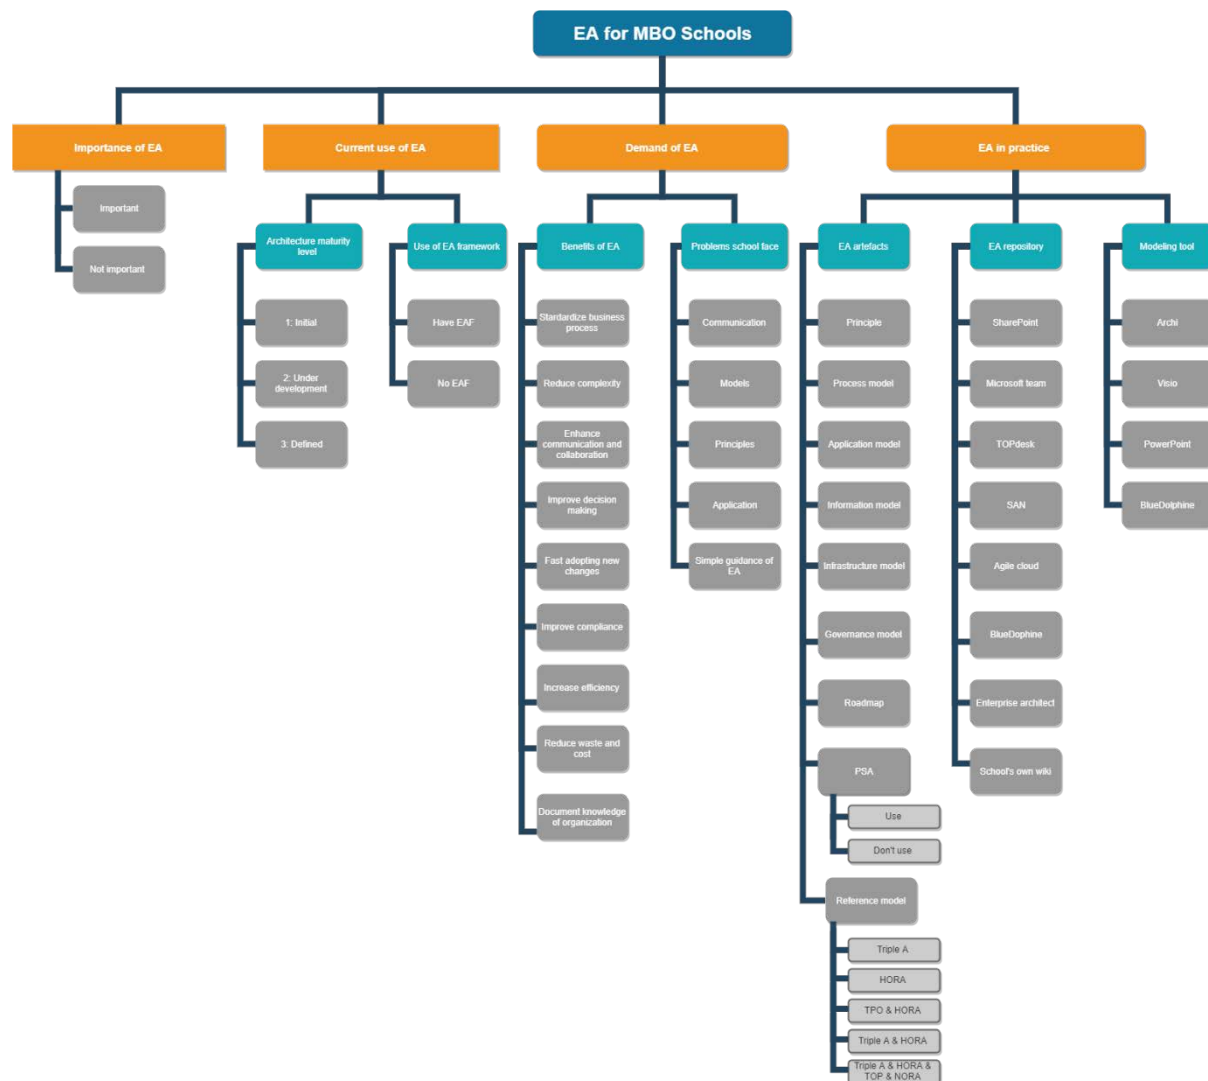 EA for MBO Schools
Importance of EA
Current use of EA
Demand of EA
EA in practice
Important
Not important
Architecture maturity
level
1: Initial
2: Under
development
3: Defined
Use of EA framework
Have EAF
No EAF
Benefits of EA
Stardardize business
process
Reduce complexity
Enhance
communication and
collaboration
Improve decision
making
Fast adopting new
changes
Improve compliance
Increase efficiency
Reduce waste and
cost
Document knowledge
of organization
Problems school face
Communication
Models
Principles
Application
Simple guidance of
EA
EA artefacts
Principle
Process model
Application model
Information model
Infrastructure model
Governance model
Roadmap
PSA
Use
Don't use
Reference model
Triple A
HORA
TPO & HORA
Triple A & HORA
Triple A & HORA &
TOP & NORA
EA repository
SharePoint
Microsoft team
TOPdesk
SAN
Agile cloud
BlueDophine
Enterprise architect
School's own wiki
Modeling tool
Archi
Visio
PowerPoint
BlueDolphine